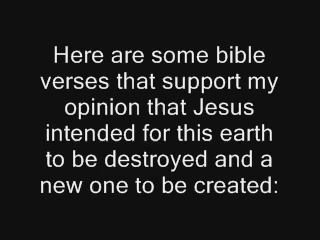 Here are some bible
verses that support my
opinion that Jesus
intended for this earth
to be destroyed and a
new one to be created: